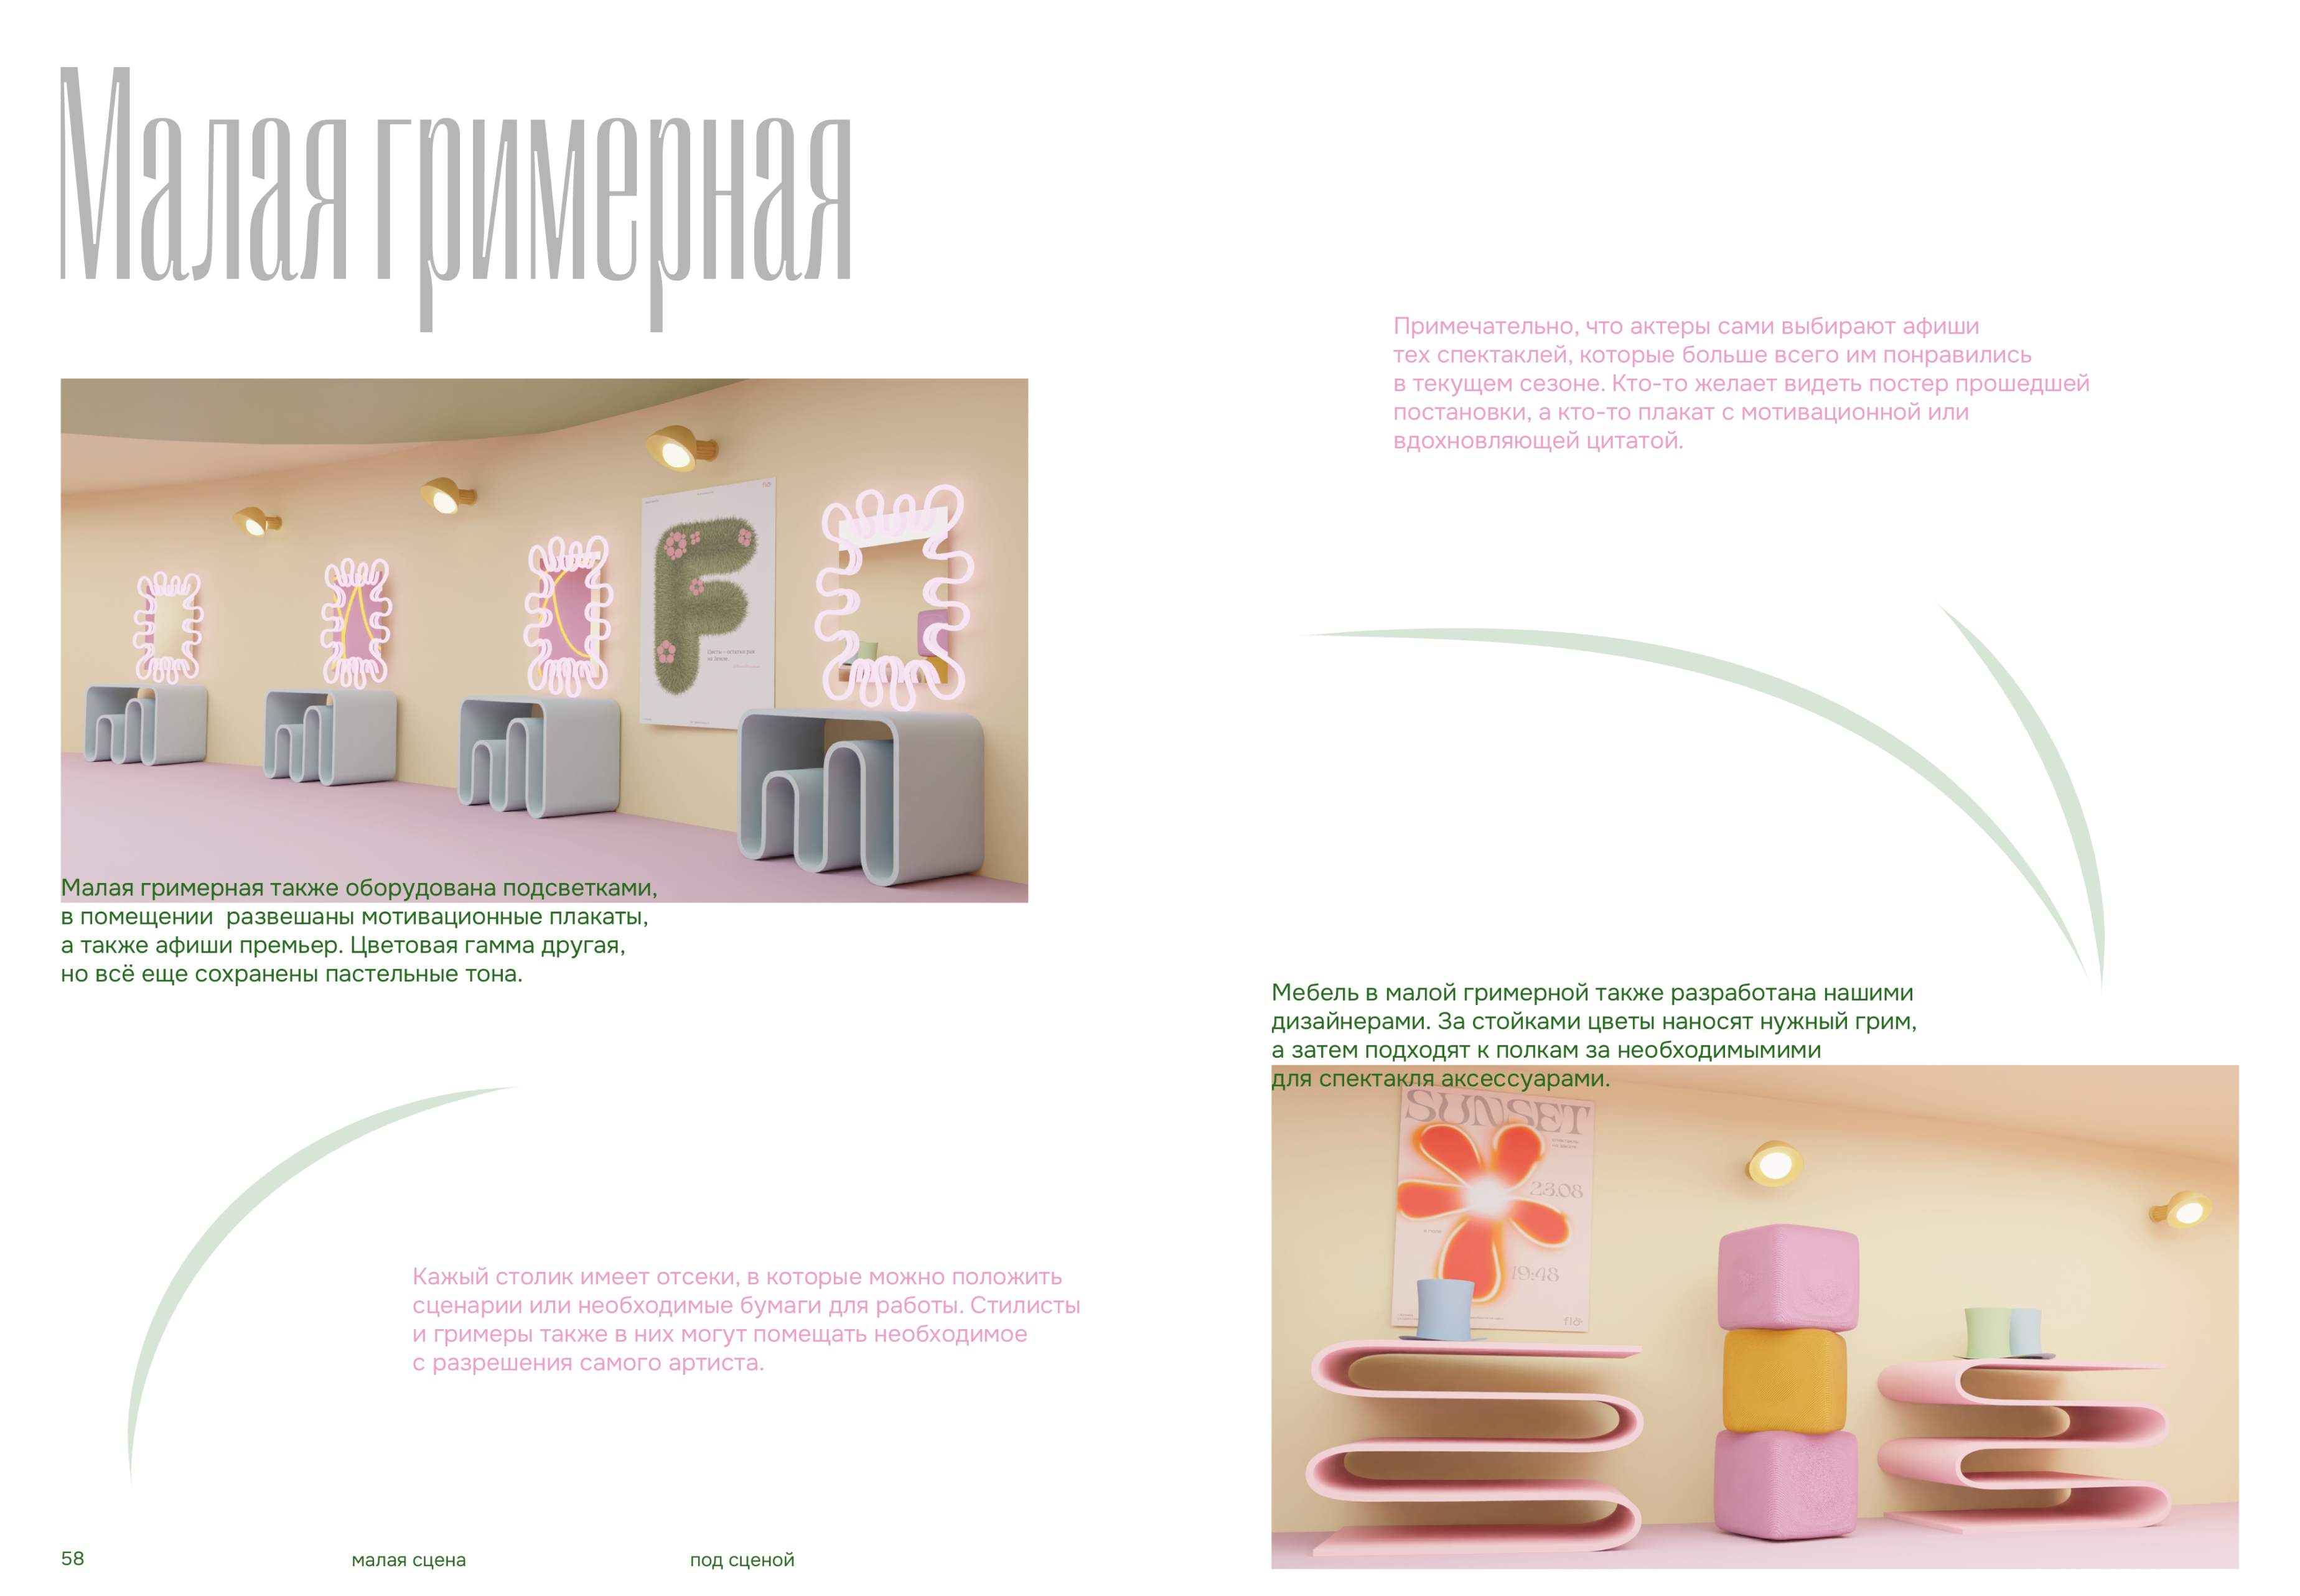 Малая гримерная
Малая гримерная также оборудована подсветками,
в помещении  развешаны мотивационные плакаты,
а также афиши премьер. Цветовая гамма другая,
но всё еще сохранены пастельные тона.
Кажый столик имеет отсеки, в которые можно положить
сценарии или необходимые бумаги для работы. Стилисты
и гримеры также в них могут помещать необходимое
с разрешения самого артиста.
58
малая сцена
под сценой
Примечательно, что актеры сами выбирают афиши
тех спектаклей, которые больше всего им понравились
в текущем сезоне. Кто-то желает видеть постер прошедшей
постановки, а кто-то плакат с мотивационной или
вдохновляющей цитатой.
Мебель в малой гримерной также разработана нашими
дизайнерами. За стойками цветы наносят нужный грим,
а затем подходят к полкам за необходимымими
для спектакля аксессуарами.
F
SUNSET
23.08
19:48